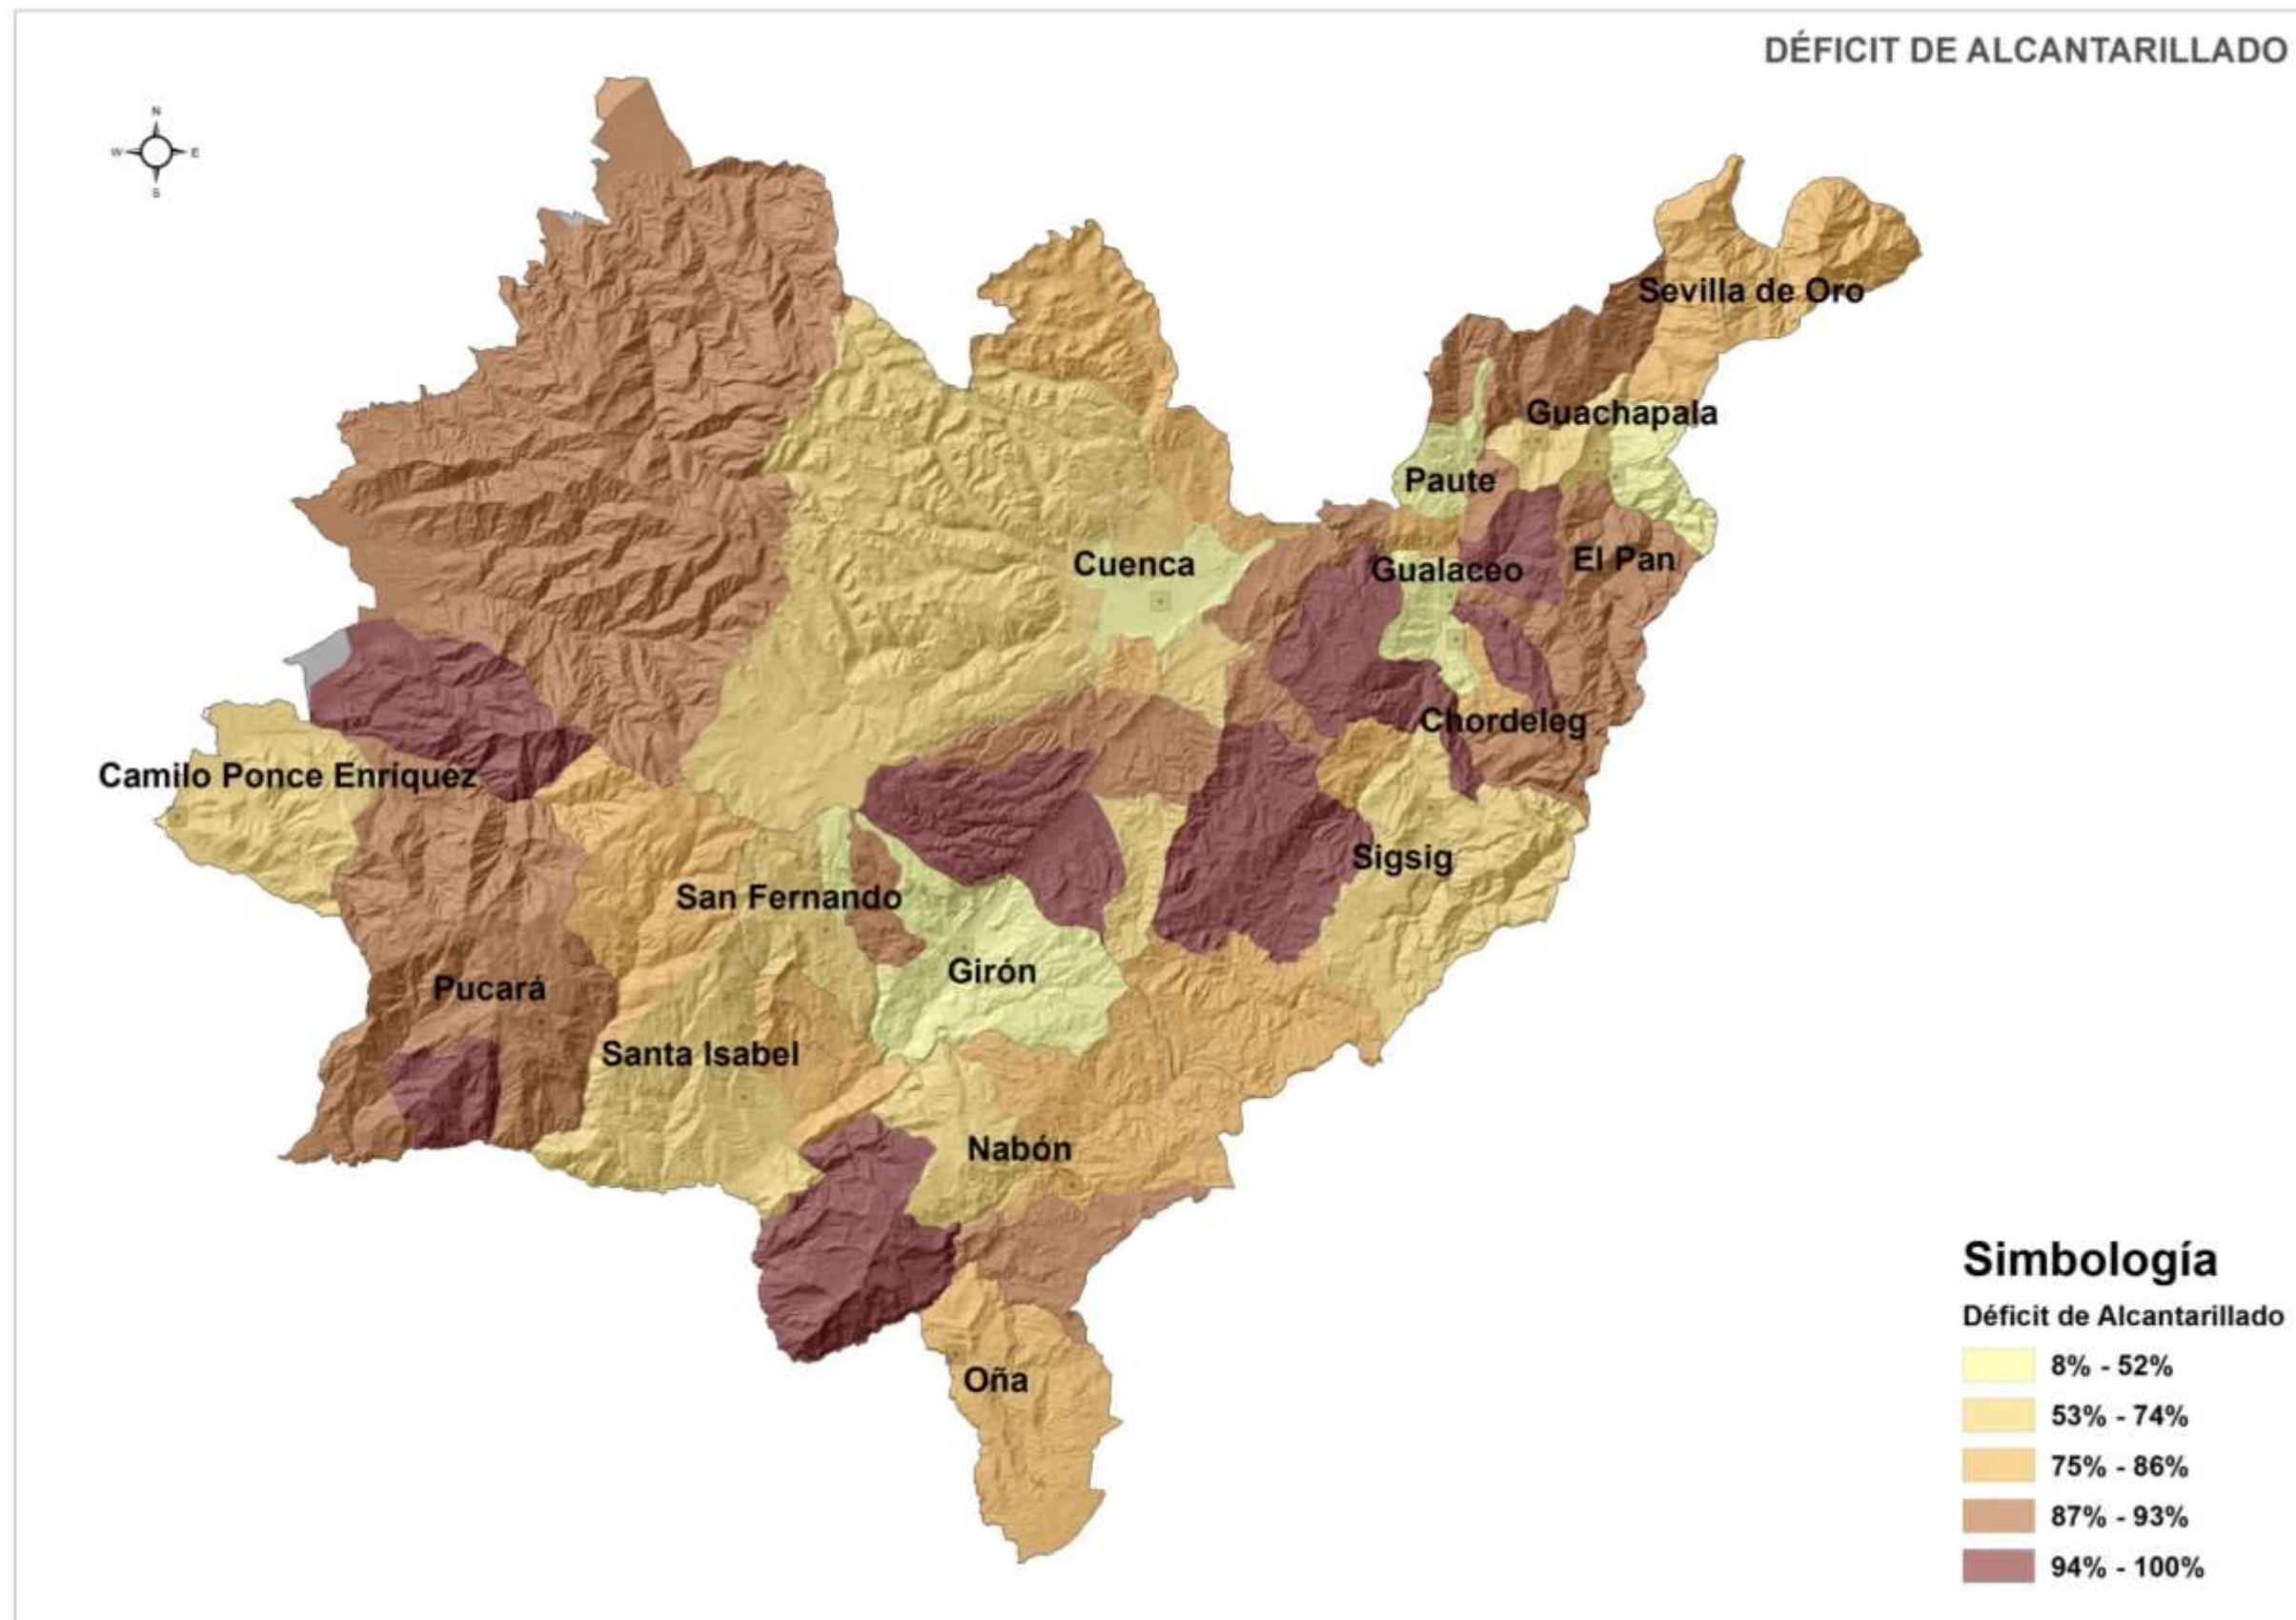 DÉFICIT DE ALCANTARILLADO
N
W E
S
Sevilla de Oro
Guachapala
Paute
Cuenca
Gualaceo
El Pan
Chordeleg
Camilo Ponce Enríquez
Sigsig
San Fernando
Girón
Pucará
Santa Isabel
Nabón
Oña
Simbología
Déficit de Alcantarillado
8% - 52%
53% - 74%
75% - 86%
87% - 93%
94% - 100%